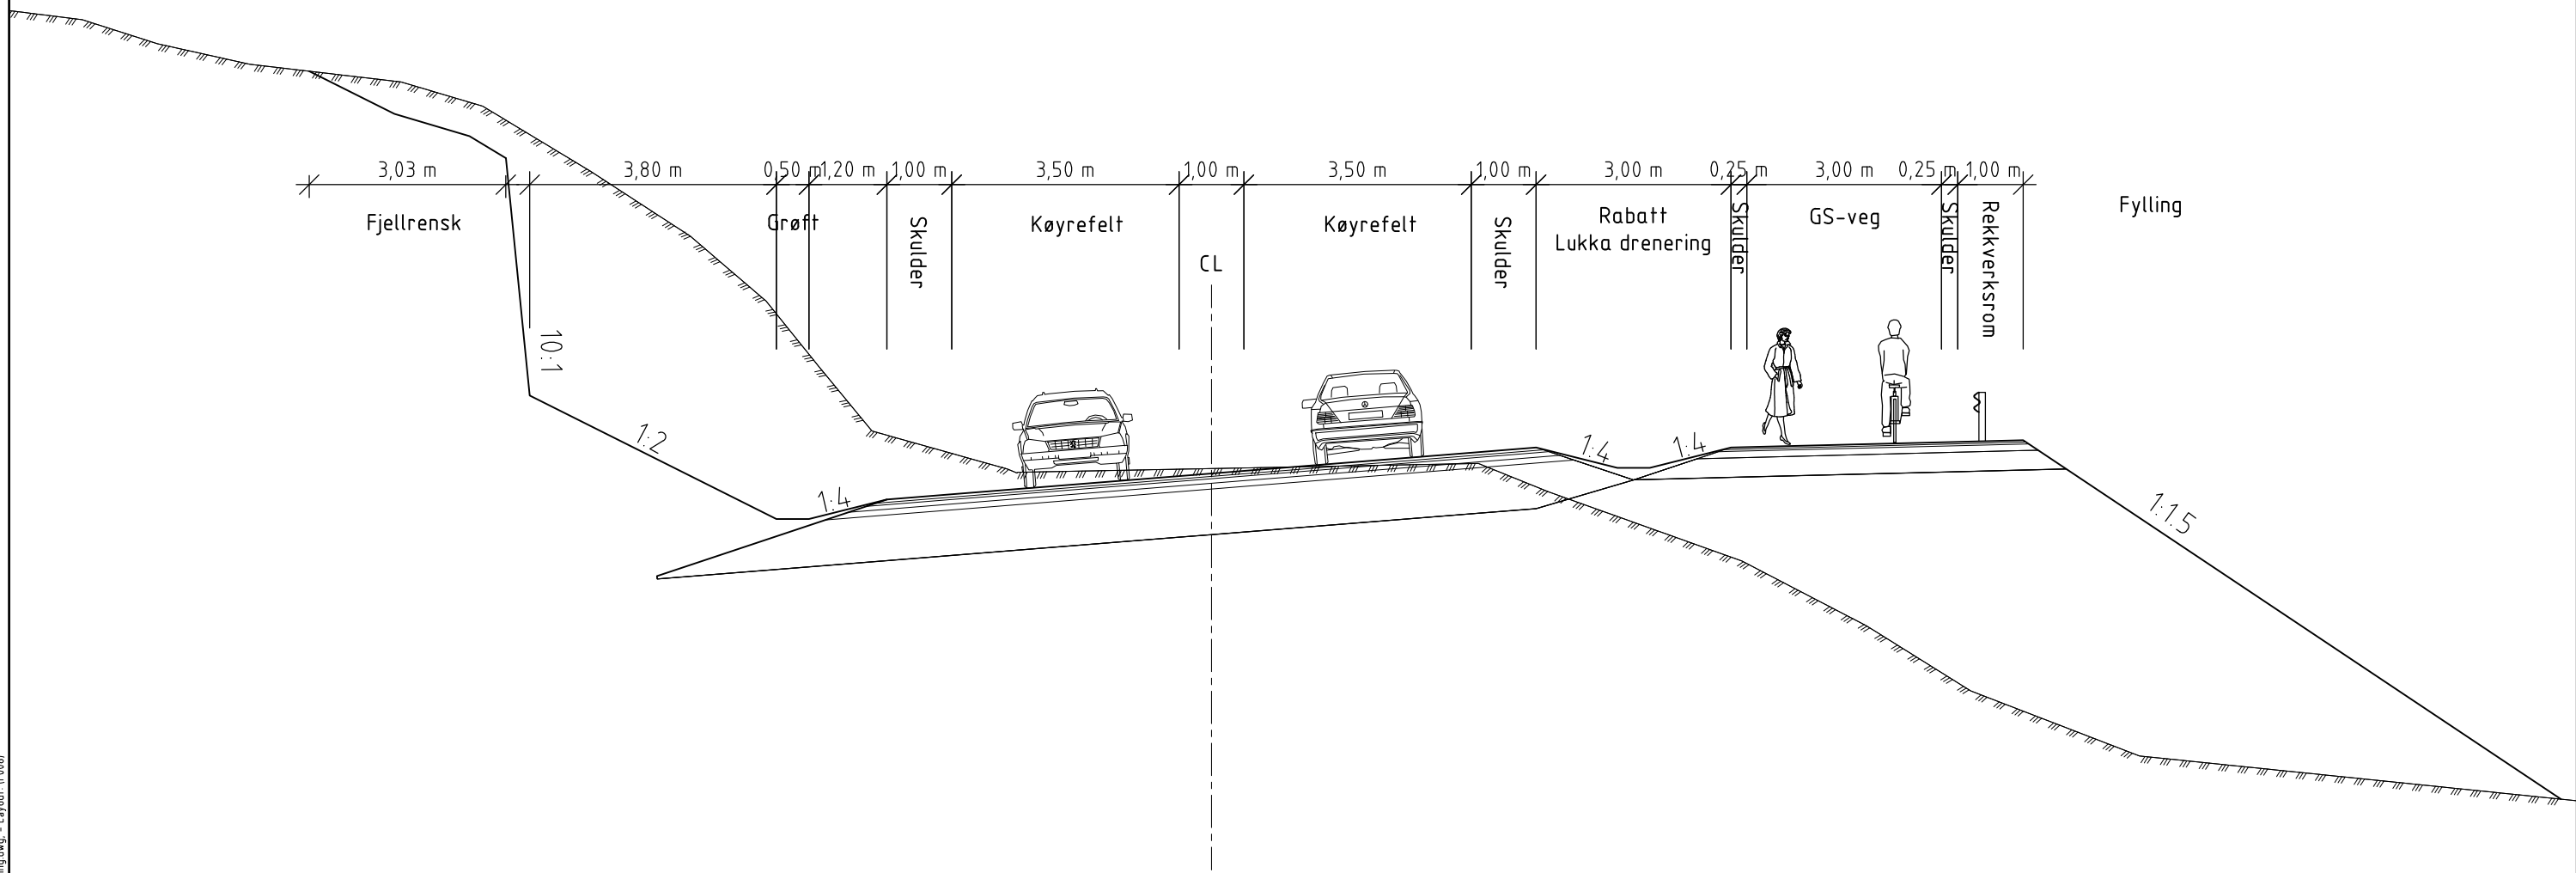 3,03 m
3,80 m
0,50 m
1,20 m
1,00 m
3,50 m
1,00 m
3,50 m
1,00 m
3,00 m
0,25 m
3,00 m
0,25 m
1,00 m
Fjellrensk
Grøft
Skulder
Køyrefelt
CL
Køyrefelt
Skulder
Rabatt
Lukka drenering
Skulder
GS-veg
Skulder
Rekkverksrom
Fylling
10:1
1:2
1:4
1:4
1:4
1:1.5